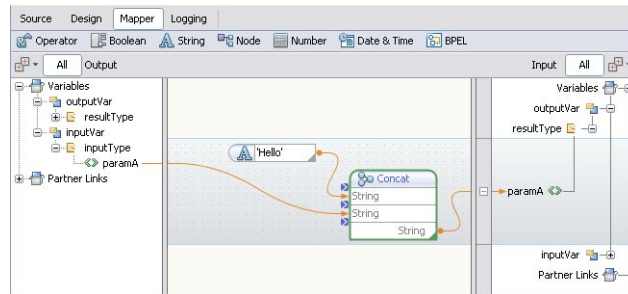 Source Design Mapper Logging
Operator Boolean String Node Number Date & Time BPEL
All Output Input All
Variables
outputVar
resultType
inputVar
inputType
paramA
Partner Links
'Hello'
Concat
String
String
String
Variables
outputVar
resultType
paramA
inputVar
Partner Links